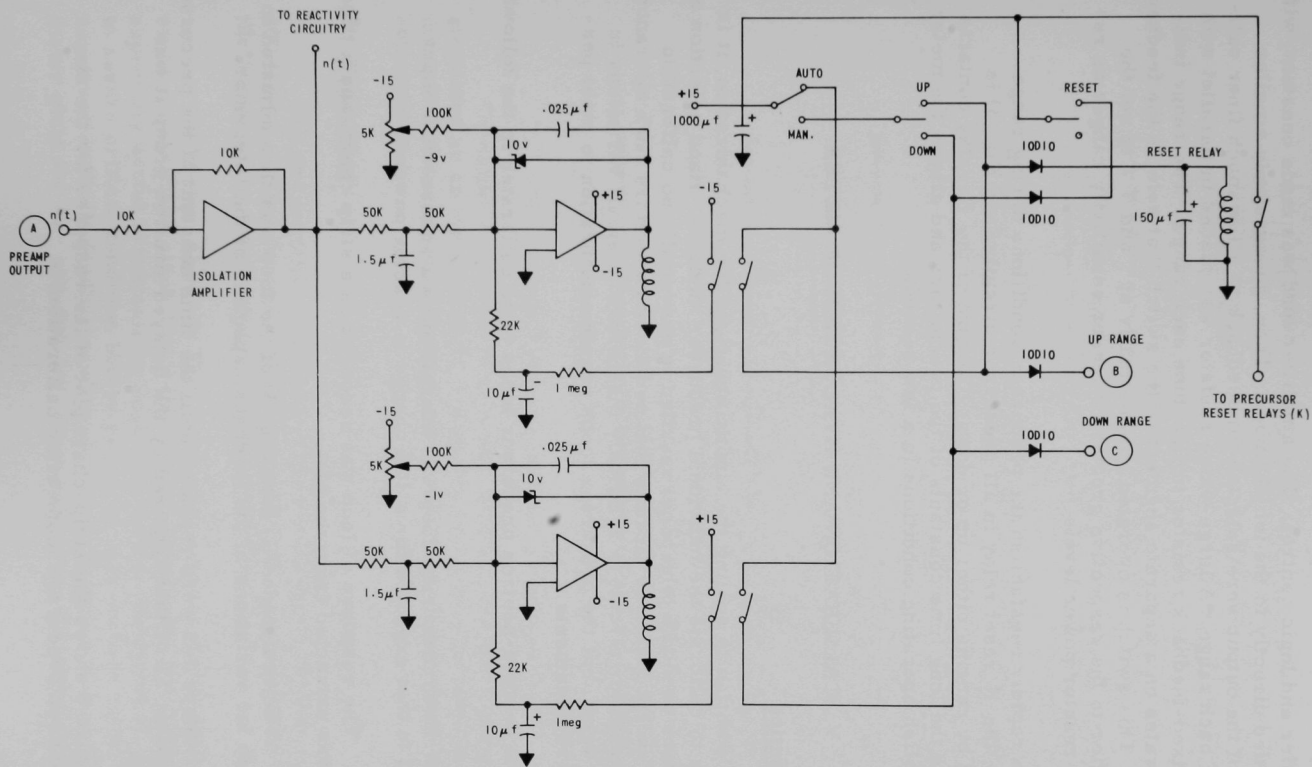 TO REACTIVITY
CIRCUITRY
n(t)
A
n(t)
PREAMP
OUTPUT
10K
10K
ISOLATION
AMPLIFIER
-15
5K
100K
-9v
.025μf
10v
50K
50K
1.5μf
+15
-15
22K
10μf
-
1 meg
-15
-15
5K
100K
-1v
.025μf
10v
50K
50K
1.5μf
+15
-15
22K
10μf
+
1meg
+15
+15
1000μf
+
AUTO
MAN.
UP
DOWN
RESET
10D10
10D10
RESET RELAY
150μf
+
UP RANGE
10D10
B
DOWN RANGE
10D10
C
TO PRECURSOR
RESET RELAYS (K)